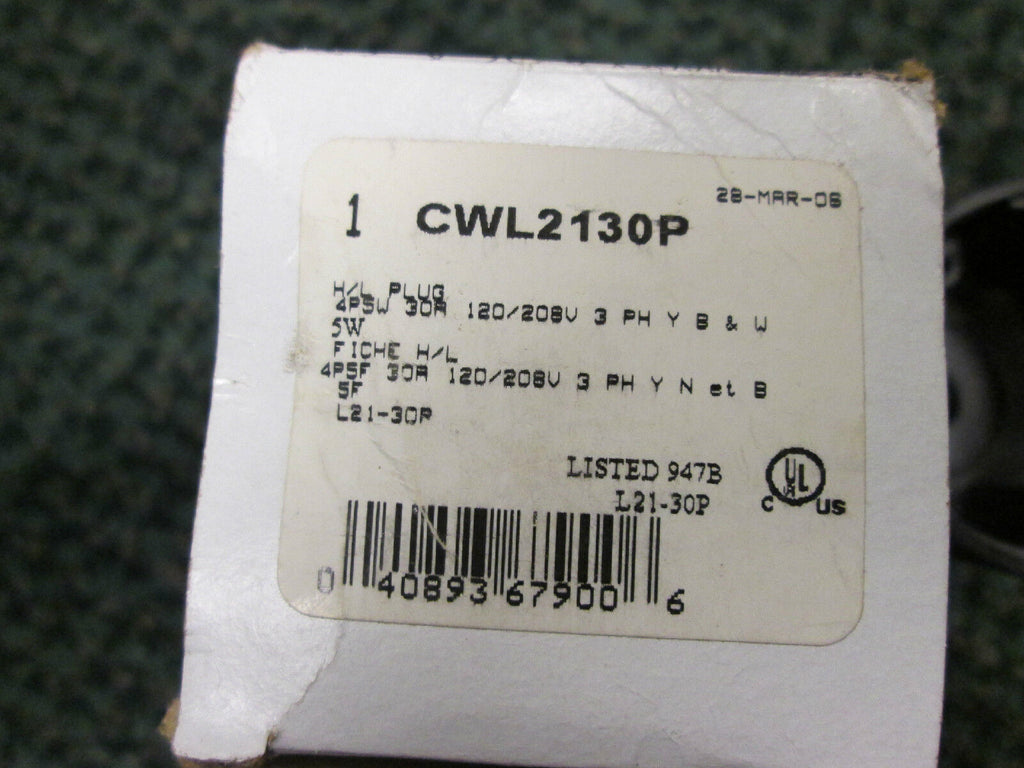 28-MAR-06
1 CWL2130P
H/L PLUG
4P5W 30A 120/208V 3 PH Y B & W
5W
FICHE H/L
4P5F 30A 120/208V 3 PH Y N et B
5F
L21-30P
LISTED 947B
L21-30P
C UL US
0 40893 67900 6